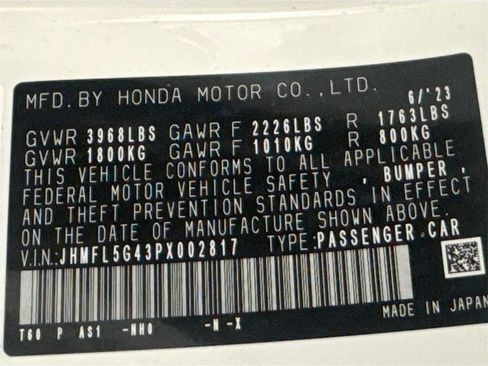 MFD. BY HONDA MOTOR CO.,LTD. 6/'23
GVWR 3968LBS GAWR F 2226LBS R 1763LBS
GVWR 1800KG GAWR F 1010KG R 800KG
THIS VEHICLE CONFORMS TO ALL APPLICABLE
FEDERAL MOTOR VEHICLE SAFETY , BUMPER ,
AND THEFT PREVENTION STANDARDS IN EFFECT
ON THE DATE OF MANUFACTURE SHOWN ABOVE.
V.I.N:JHMFL5G43PX002817 TYPE:PASSENGER CAR
MADE IN JAPAN
T60 P AS1 -NH0 -N -X